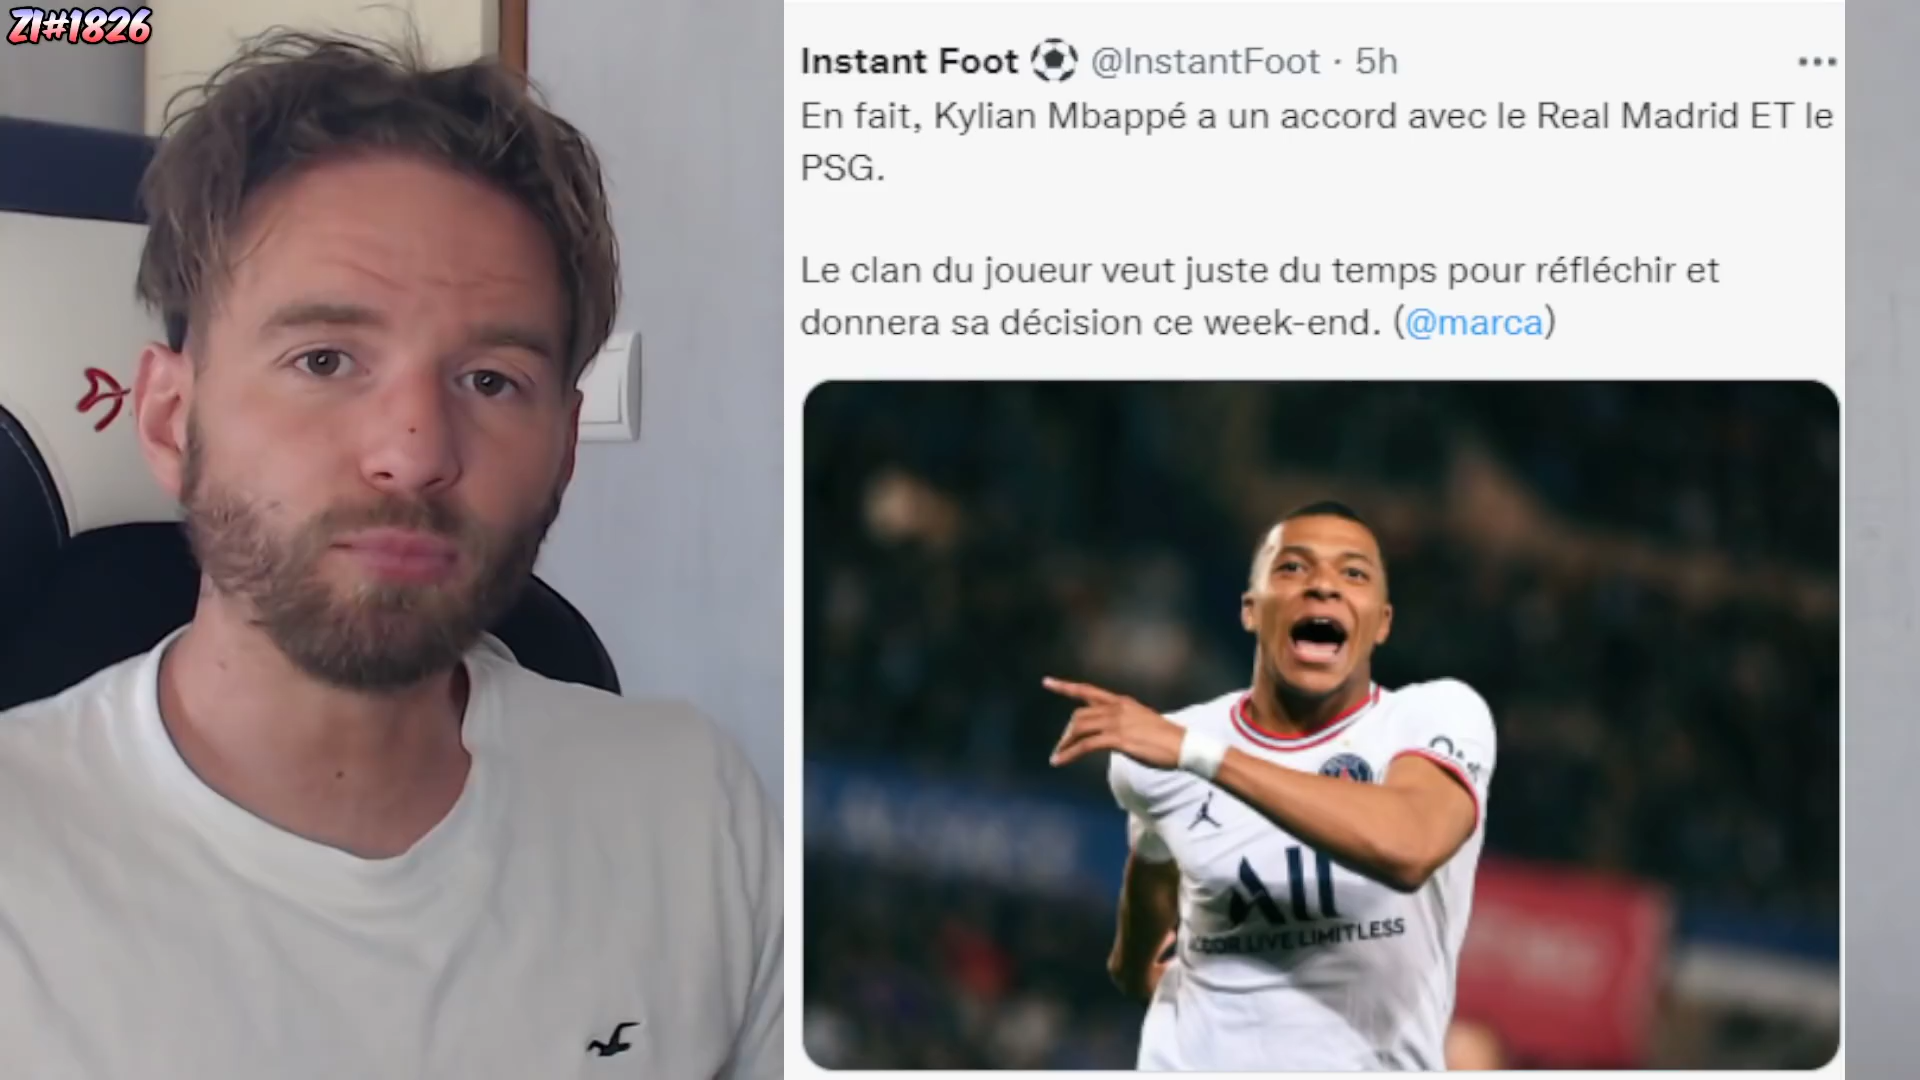 ZI#1826
Instant Foot @InstantFoot · 5h
En fait, Kylian Mbappé a un accord avec le Real Madrid ET le
PSG.
Le clan du joueur veut juste du temps pour réfléchir et
donnera sa décision ce week-end. (@marca)
ALL
LIVE LIMITLESS